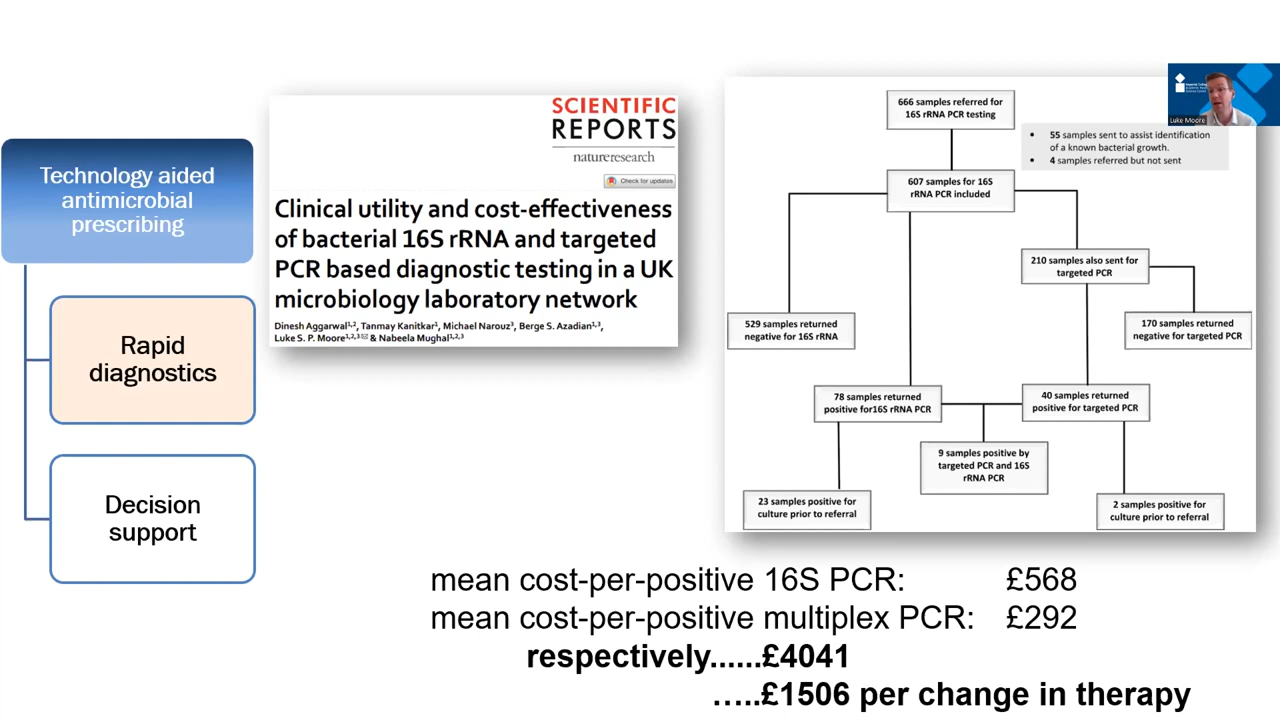 Technology aided
antimicrobial
prescribing
Rapid
diagnostics
Decision
support
SCIENTIFIC
REPORTS
natureresearch
Check for updates
Clinical utility and cost-effectiveness
of bacterial 16S rRNA and targeted
PCR based diagnostic testing in a UK
microbiology laboratory network
Dinesh Aggarwal1,2, Tanmay Kanitkar1, Michael Narouz3, Berge S. Azadian1,3,
Luke S. P. Moore1,2,3✉ & Nabeela Mughal1,2,3
666 samples referred for
16S rRNA PCR testing
• 55 samples sent to assist identification
of a known bacterial growth.
• 4 samples referred but not sent
607 samples for 16S
rRNA PCR included
210 samples also sent for
targeted PCR
529 samples returned
negative for 16S rRNA
170 samples returned
negative for targeted PCR
78 samples returned
positive for16S rRNA PCR
40 samples returned
positive for targeted PCR
9 samples positive by
targeted PCR and 16S
rRNA PCR
23 samples positive for
culture prior to referral
2 samples positive for
culture prior to referral
Luke Moore
mean cost-per-positive 16S PCR: £568
mean cost-per-positive multiplex PCR: £292
respectively......£4041
…..£1506 per change in therapy